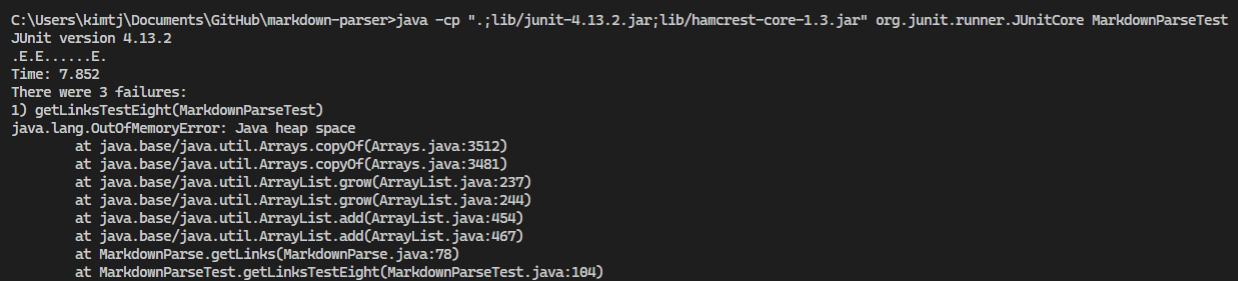 C:\Users\kimtj\Documents\GitHub\markdown-parser>java -cp ".;lib/junit-4.13.2.jar;lib/hamcrest-core-1.3.jar" org.junit.runner.JUnitCore MarkdownParseTest
JUnit version 4.13.2
.E.E......E.
Time: 7.852
There were 3 failures:
1) getLinksTestEight(MarkdownParseTest)
java.lang.OutOfMemoryError: Java heap space
        at java.base/java.util.Arrays.copyOf(Arrays.java:3512)
        at java.base/java.util.Arrays.copyOf(Arrays.java:3481)
        at java.base/java.util.ArrayList.grow(ArrayList.java:237)
        at java.base/java.util.ArrayList.grow(ArrayList.java:244)
        at java.base/java.util.ArrayList.add(ArrayList.java:454)
        at java.base/java.util.ArrayList.add(ArrayList.java:467)
        at MarkdownParse.getLinks(MarkdownParse.java:78)
        at MarkdownParseTest.getLinksTestEight(MarkdownParseTest.java:104)